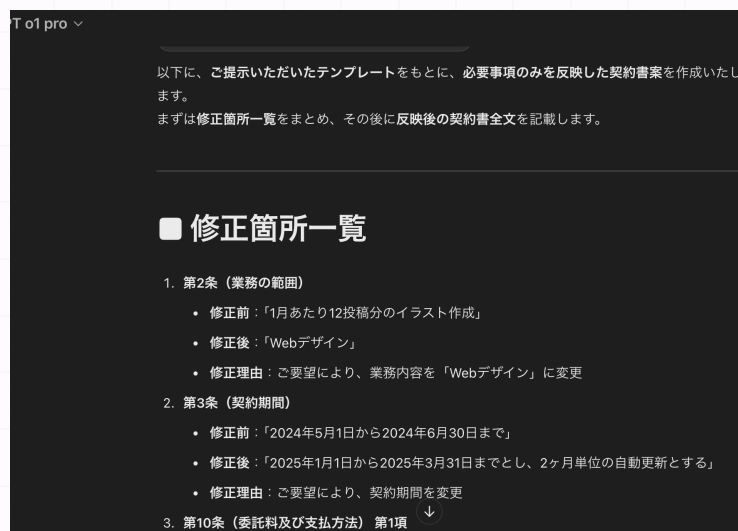 PT o1 pro
以下に、ご提示いただいたテンプレートをもとに、必要事項のみを反映した契約書案を作成いたし
ます。
まずは修正箇所一覧をまとめ、その後に反映後の契約書全文を記載します。
修正箇所一覧
1. 第2条（業務の範囲）
• 修正前：「1月あたり12投稿分のイラスト作成」
• 修正後：「Webデザイン」
• 修正理由：ご要望により、業務内容を「Webデザイン」に変更
2. 第3条（契約期間）
• 修正前：「2024年5月1日から2024年6月30日まで」
• 修正後：「2025年1月1日から2025年3月31日までとし、2ヶ月単位の自動更新とする」
• 修正理由：ご要望により、契約期間を変更
3. 第10条（委託料及び支払方法） 第1項